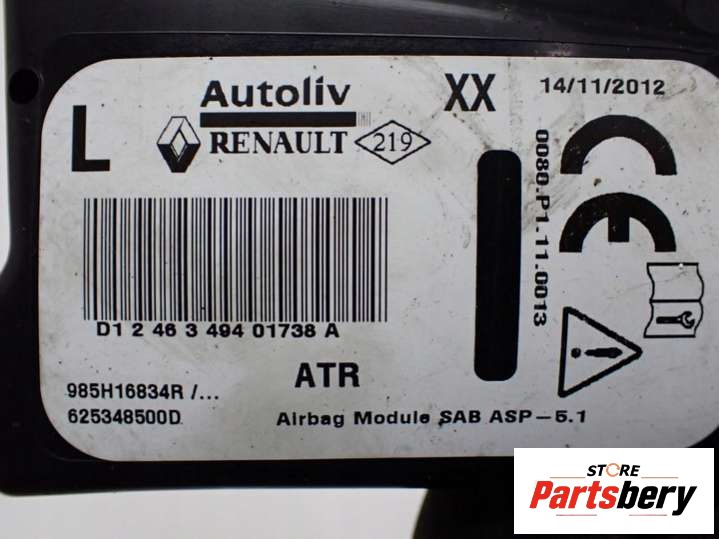 L
Autoliv
XX
14/11/2012
RENAULT
219
0080.P1.11.0013
CE
D1 2 46 3 494 01738 A
ATR
985H16834R /...
625348500D
Airbag Module SAB ASP-5.1
STORE
Partsbery